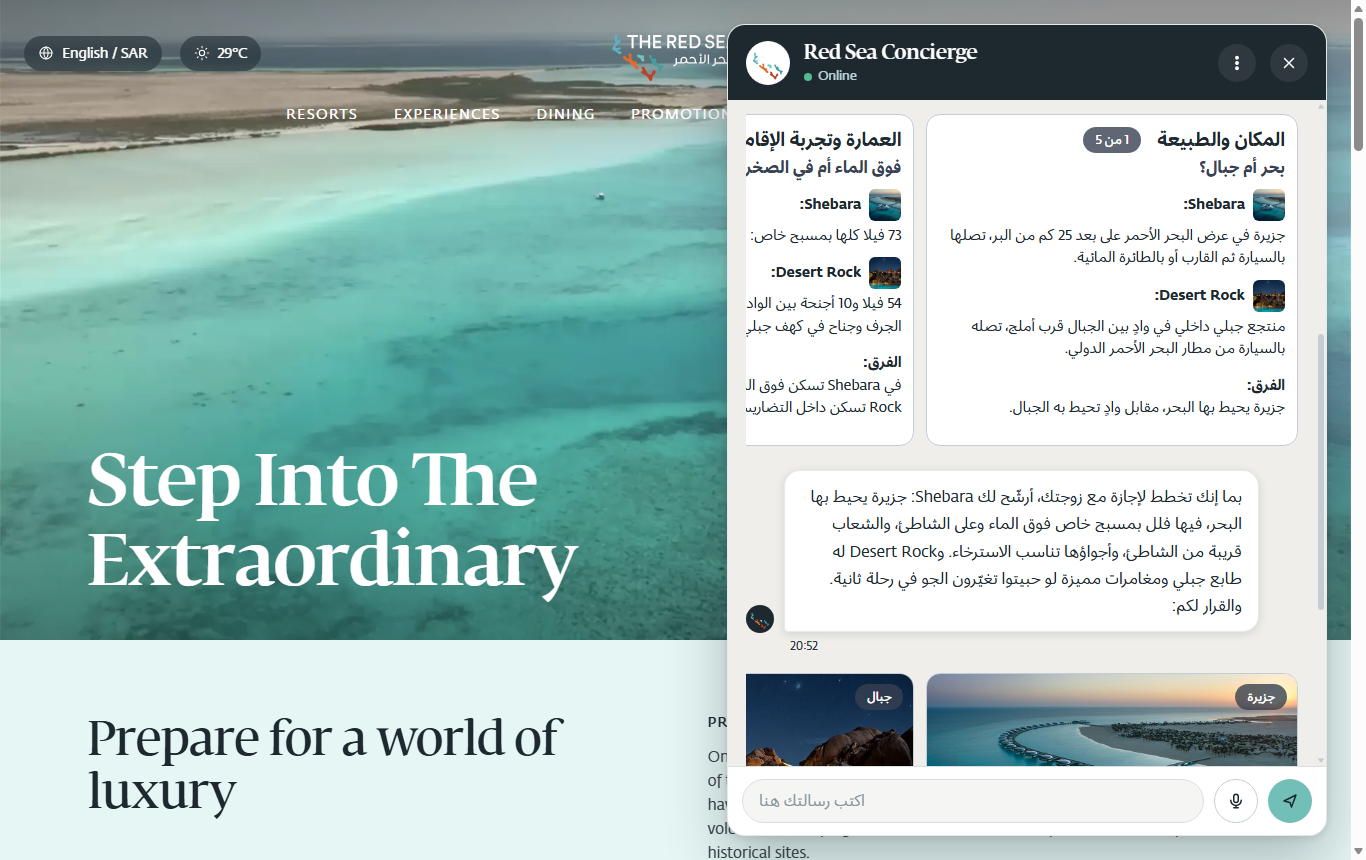 English / SAR
29°C
THE RED SEA
البحر الأحمر
RESORTS
EXPERIENCES
DINING
PROMOTION
Step Into The
Extraordinary
Prepare for a world of
luxury
historical sites.
Red Sea Concierge
Online
المكان والطبيعة
1 من 5
بحر أم جبال؟
Shebara:
جزيرة في عرض البحر الأحمر على بعد 25 كم من البر، تصلها
بالسيارة ثم القارب أو بالطائرة المائية.
Desert Rock:
منتجع جبلي داخلي في وادٍ بين الجبال قرب أملج، تصله
بالسيارة من مطار البحر الأحمر الدولي.
الفرق:
جزيرة يحيط بها البحر، مقابل وادٍ تحيط به الجبال.
العمارة وتجربة الإقام
فوق الماء أم في الصخر
Shebara:
73 فيلا كلها بمسبح خاص:
Desert Rock:
54 فيلا و10 أجنحة بين الواد
الجرف وجناح في كهف جبلي
الفرق:
في Shebara تسكن فوق ال
Rock تسكن داخل التضاريس
بما إنك تخطط لإجازة مع زوجتك، أرشّح لك Shebara: جزيرة يحيط بها
البحر، فيها فلل بمسبح خاص فوق الماء وعلى الشاطئ، والشعاب
قريبة من الشاطئ، وأجواؤها تناسب الاسترخاء. وDesert Rock له
طابع جبلي ومغامرات مميزة لو حبيتوا تغيّرون الجو في رحلة ثانية.
والقرار لكم:
20:52
جزيرة
جبال
اكتب رسالتك هنا